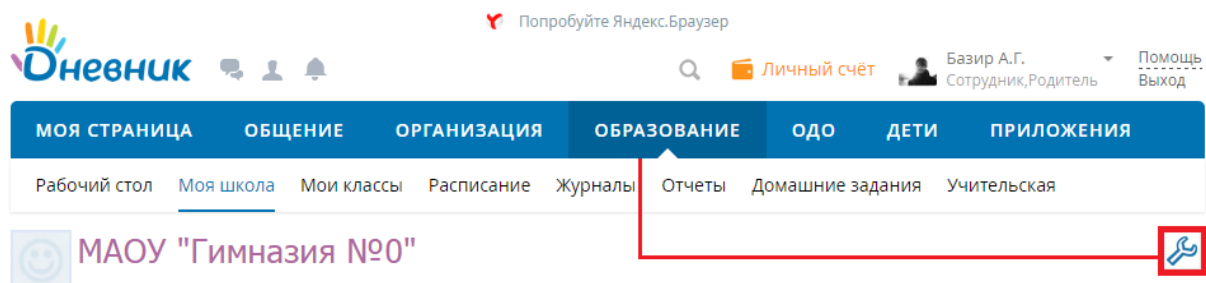 Попробуйте Яндекс.Браузер
Дневник
Личный счёт
Базир А.Г.
Сотрудник,Родитель
Помощь
Выход
МОЯ СТРАНИЦА ОБЩЕНИЕ ОРГАНИЗАЦИЯ ОБРАЗОВАНИЕ ОДО ДЕТИ ПРИЛОЖЕНИЯ
Рабочий стол Моя школа Мои классы Расписание Журналы Отчеты Домашние задания Учительская
МАОУ "Гимназия №0"